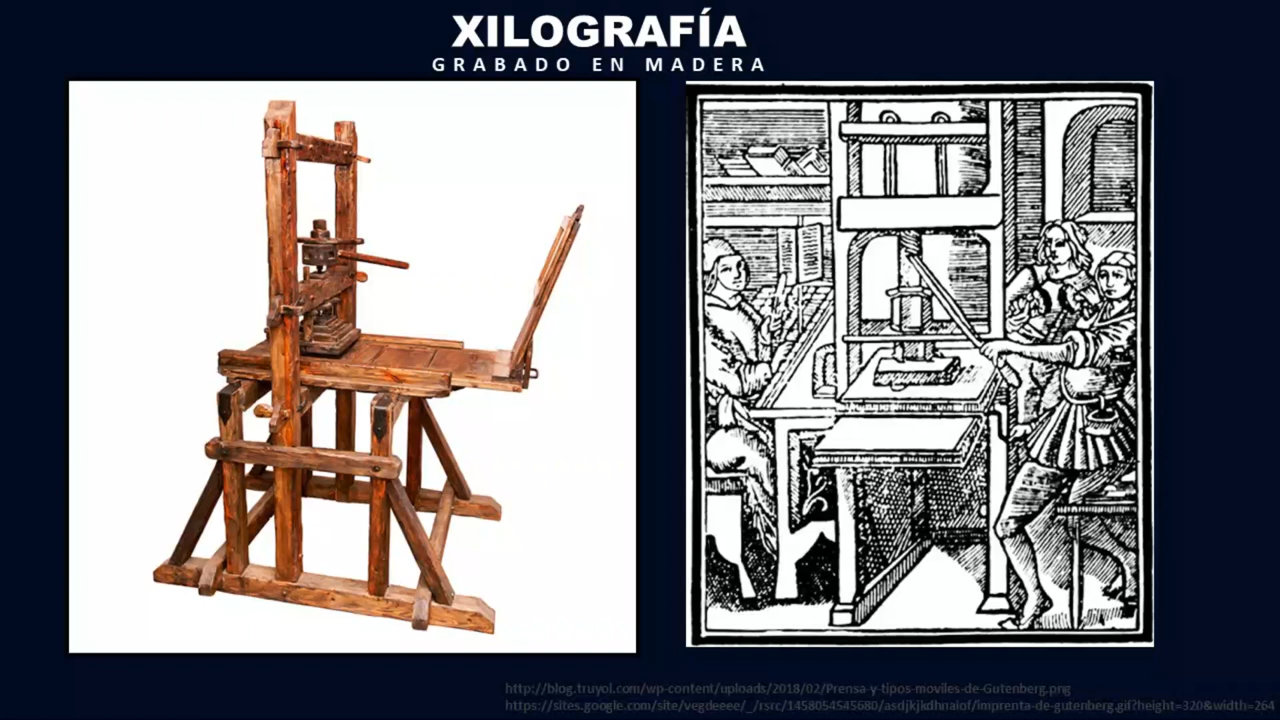 XILOGRAFÍA
GRABADO EN MADERA
http://blog.truyol.com/wp-content/uploads/2018/02/Prensa-y-tipos-moviles-de-Gutenberg.png
https://sites.google.com/site/vegdeeee/_/rsrc/1458054545680/asdjkjkdhnaiof/imprenta-de-gutenberg.gif?height=320&width=264